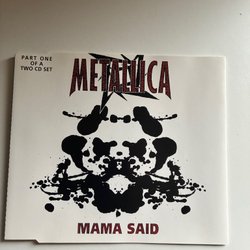 PART ONE
OF A
TWO CD SET
METALLICA
MAMA SAID